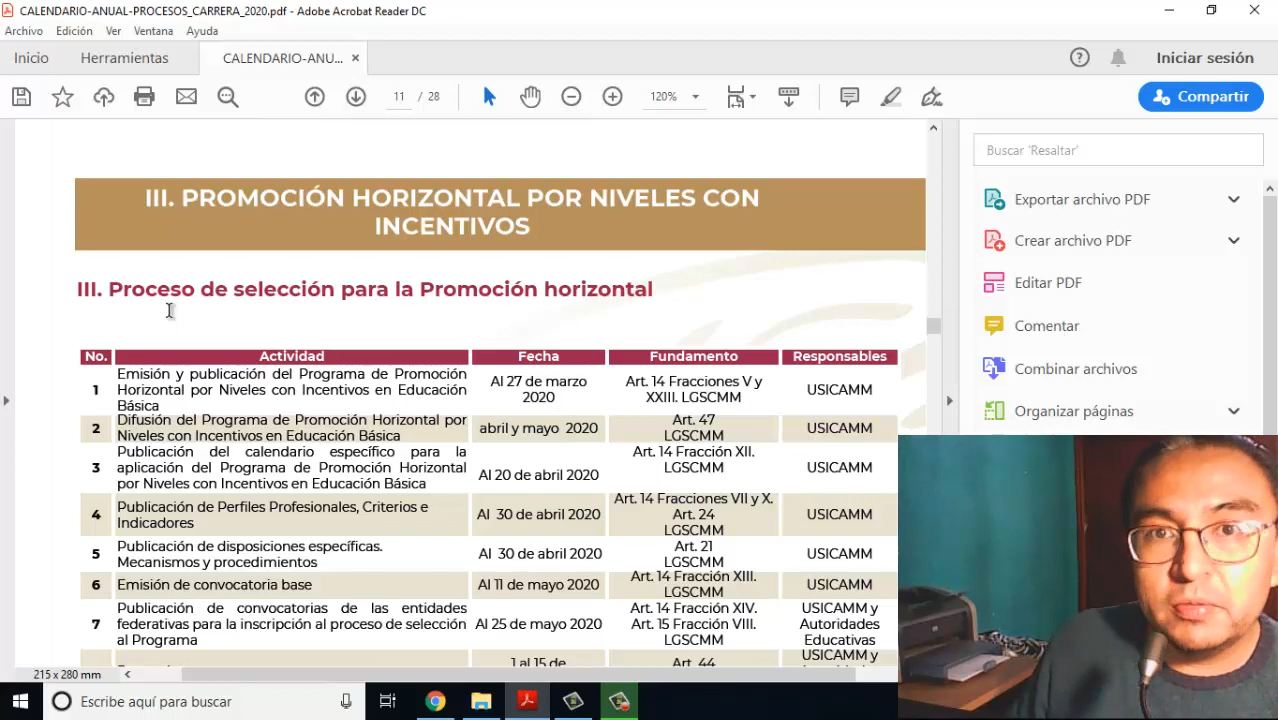 CALENDARIO-ANUAL-PROCESOS_CARRERA_2020.pdf - Adobe Acrobat Reader DC
Archivo Edición Ver Ventana Ayuda
Inicio Herramientas CALENDARIO-ANU... × Iniciar sesión
11 / 28 120% Compartir
III. PROMOCIÓN HORIZONTAL POR NIVELES CON
INCENTIVOS
III. Proceso de selección para la Promoción horizontal
No. Actividad Fecha Fundamento Responsables
1 Emisión y publicación del Programa de Promoción
Horizontal por Niveles con Incentivos en Educación
Básica
Al 27 de marzo
2020
Art. 14 Fracciones V y
XXIII. LGSCMM
USICAMM
2 Difusión del Programa de Promoción Horizontal por
Niveles con Incentivos en Educación Básica
abril y mayo 2020
Art. 47
LGSCMM
USICAMM
3 Publicación del calendario específico para la
aplicación del Programa de Promoción Horizontal
por Niveles con Incentivos en Educación Básica
Al 20 de abril 2020
Art. 14 Fracción XII.
LGSCMM
USICAMM
4 Publicación de Perfiles Profesionales, Criterios e
Indicadores
Al 30 de abril 2020
Art. 14 Fracciones VII y X.
Art. 24
LGSCMM
USICAMM
5 Publicación de disposiciones específicas.
Mecanismos y procedimientos
Al 30 de abril 2020
Art. 21
LGSCMM
USICAMM
6 Emisión de convocatoria base
Al 11 de mayo 2020
Art. 14 Fracción XIII.
LGSCMM
USICAMM
7 Publicación de convocatorias de las entidades
federativas para la inscripción al proceso de selección
al Programa
Al 25 de mayo 2020
Art. 14 Fracción XIV.
Art. 15 Fracción VIII.
LGSCMM
USICAMM y
Autoridades
Educativas
1 al 15 de
Art. 44
USICAMM y
Buscar 'Resaltar'
Exportar archivo PDF
Crear archivo PDF
Editar PDF
Comentar
Combinar archivos
Organizar páginas
215 x 280 mm
Escribe aquí para buscar